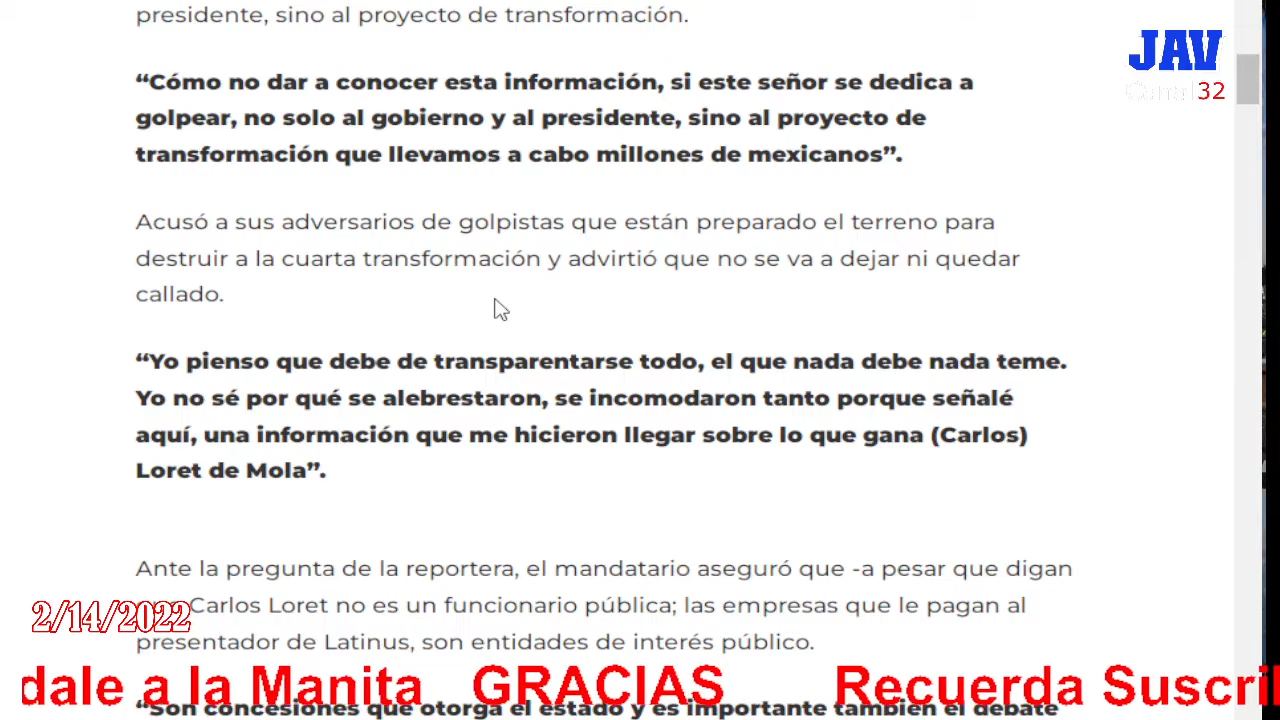 presidente, sino al proyecto de transformación.
JAV
Canal 32
“Cómo no dar a conocer esta información, si este señor se dedica a
golpear, no solo al gobierno y al presidente, sino al proyecto de
transformación que llevamos a cabo millones de mexicanos”.
Acusó a sus adversarios de golpistas que están preparado el terreno para
destruir a la cuarta transformación y advirtió que no se va a dejar ni quedar
callado.
“Yo pienso que debe de transparentarse todo, el que nada debe nada teme.
Yo no sé por qué se alebrestaron, se incomodaron tanto porque señalé
aquí, una información que me hicieron llegar sobre lo que gana (Carlos)
Loret de Mola”.
Ante la pregunta de la reportera, el mandatario aseguró que -a pesar que digan
2/14/2022
Carlos Loret no es un funcionario pública; las empresas que le pagan al
presentador de Latinus, son entidades de interés público.
dale a la Manita GRACIAS Recuerda Suscri
“Son concesiones que otorga el estado y es importante también el debate